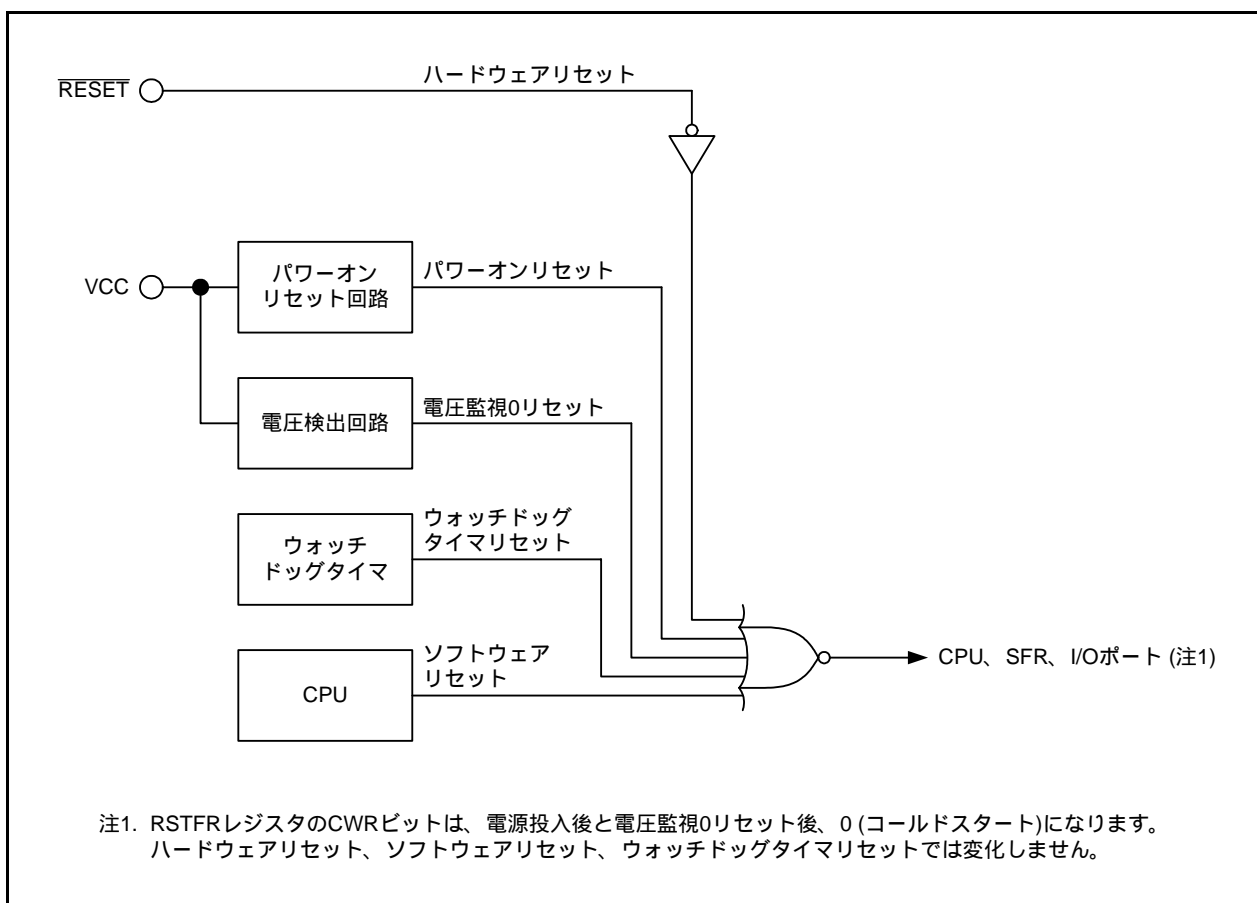 ハードウェアリセット
RESET
パワーオン
リセット回路
パワーオンリセット
VCC
電圧検出回路
電圧監視0リセット
ウォッチ
ドッグタイマ
ウォッチドッグ
タイマリセット
CPU
ソフトウェア
リセット
CPU、SFR、I/Oポート (注1)
注1. RSTFRレジスタのCWRビットは、電源投入後と電圧監視0リセット後、0 (コールドスタート)になります。
ハードウェアリセット、ソフトウェアリセット、ウォッチドッグタイマリセットでは変化しません。